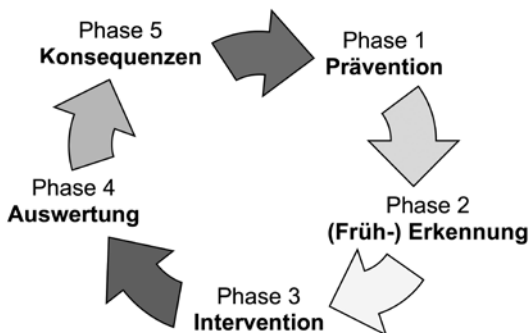 Phase 5
Konsequenzen
Phase 1
Prävention
Phase 2
(Früh-) Erkennung
Phase 3
Intervention
Phase 4
Auswertung